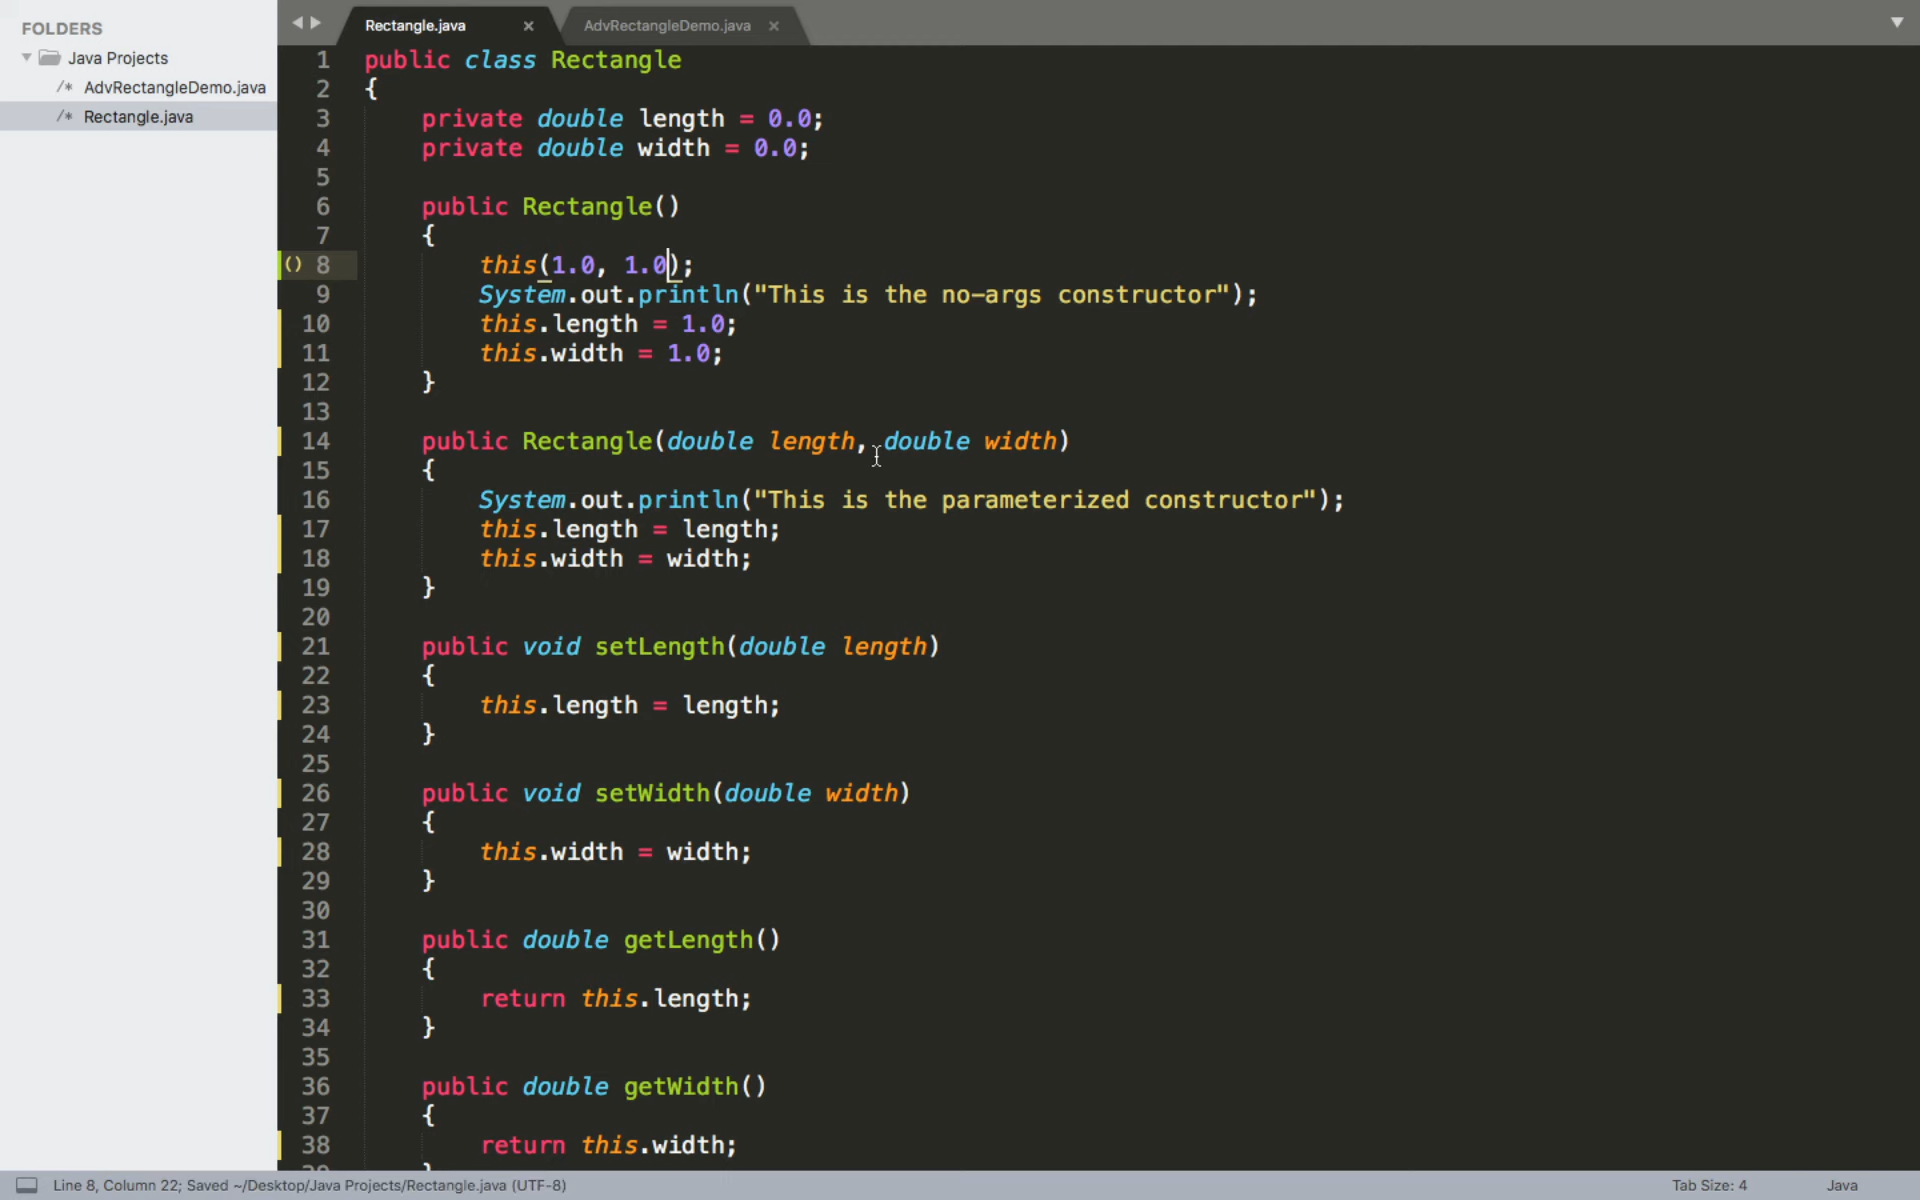 FOLDERS
Java Projects
/* AdvRectangleDemo.java
/* Rectangle.java
Rectangle.java × AdvRectangleDemo.java ×
1 public class Rectangle
2 {
3 private double length = 0.0;
4 private double width = 0.0;
5
6 public Rectangle()
7 {
() 8 this(1.0, 1.0);
9 System.out.println("This is the no-args constructor");
10 this.length = 1.0;
11 this.width = 1.0;
12 }
13
14 public Rectangle(double length, double width)
15 {
16 System.out.println("This is the parameterized constructor");
17 this.length = length;
18 this.width = width;
19 }
20
21 public void setLength(double length)
22 {
23 this.length = length;
24 }
25
26 public void setWidth(double width)
27 {
28 this.width = width;
29 }
30
31 public double getLength()
32 {
33 return this.length;
34 }
35
36 public double getWidth()
37 {
38 return this.width;
39 }
Line 8, Column 22; Saved ~/Desktop/Java Projects/Rectangle.java (UTF-8) Tab Size: 4 Java